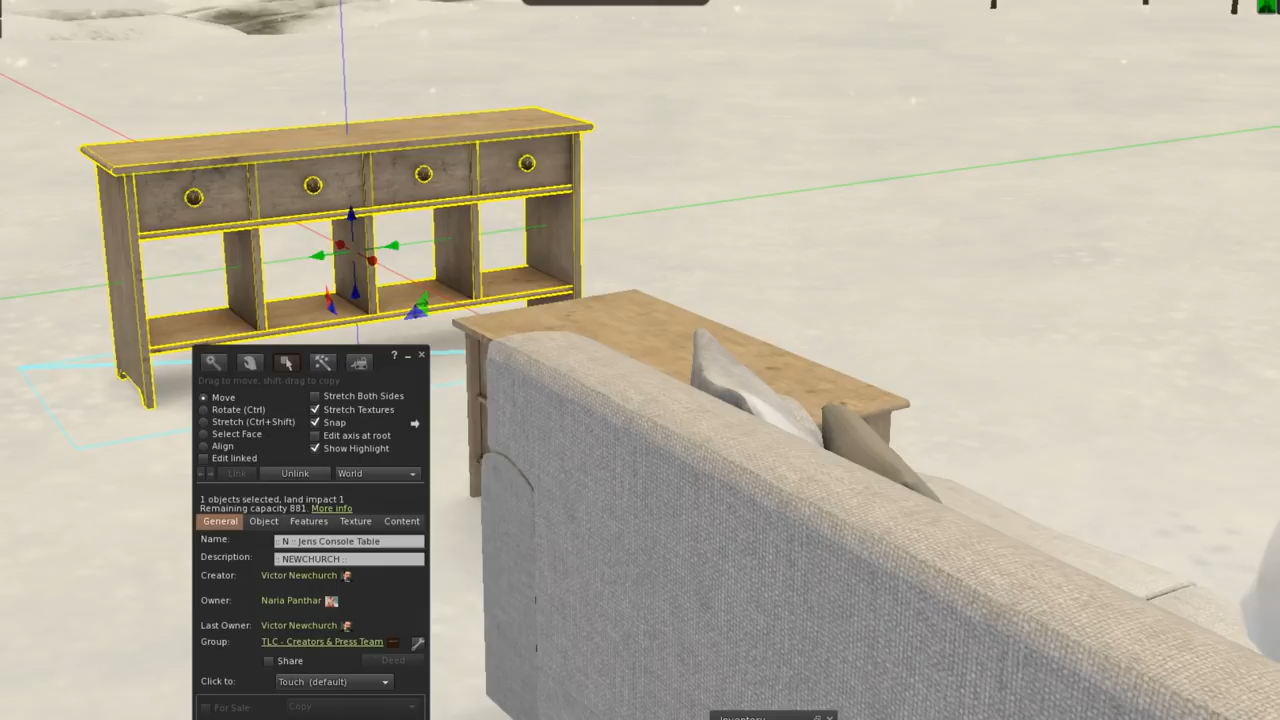 ?
Drag to move, shift-drag to copy
Move
Rotate (Ctrl)
Stretch (Ctrl+Shift)
Select Face
Align
Edit linked
Stretch Both Sides
Stretch Textures
Snap
Edit axis at root
Show Highlight
Link
Unlink
World
1 objects selected, land impact 1
Remaining capacity 881. More info
General Object Features Texture Content
Name: :: N :: Jens Console Table
Description: :: NEWCHURCH ::
Creator: Victor Newchurch
Owner: Naria Panthar
Last Owner: Victor Newchurch
Group: TLC - Creators & Press Team
Share
Deed
Click to: Touch (default)
For Sale: Copy
Inventory